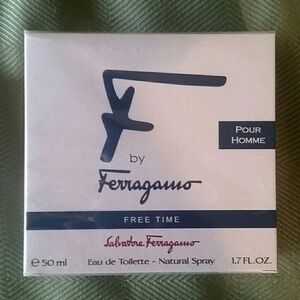 F
by
Ferragamo
POUR
HOMME
FREE TIME
Salvatore Ferragamo
e 50 ml Eau de Toilette - Natural Spray 1.7 FL.OZ.